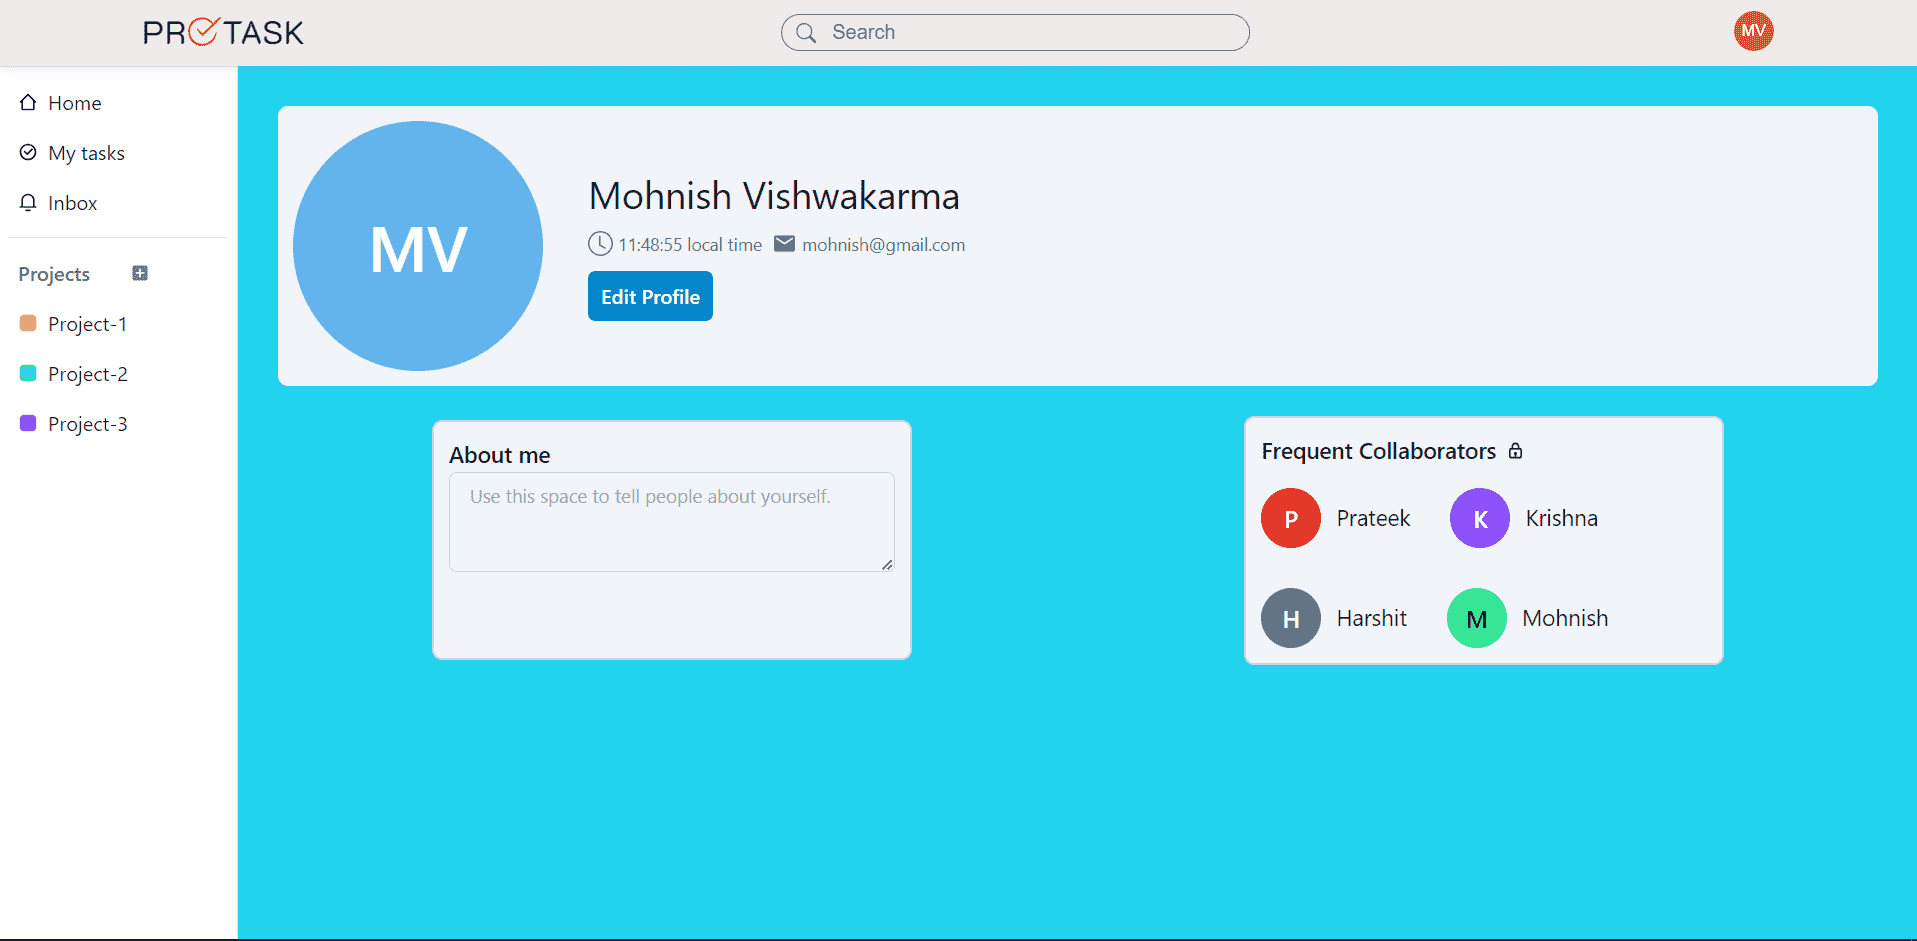 PROTASK
Search
MV
Home
My tasks
Inbox
Projects
Project-1
Project-2
Project-3
MV
Mohnish Vishwakarma
11:48:55 local time mohnish@gmail.com
Edit Profile
About me
Use this space to tell people about yourself.
Frequent Collaborators
P Prateek K Krishna
H Harshit M Mohnish